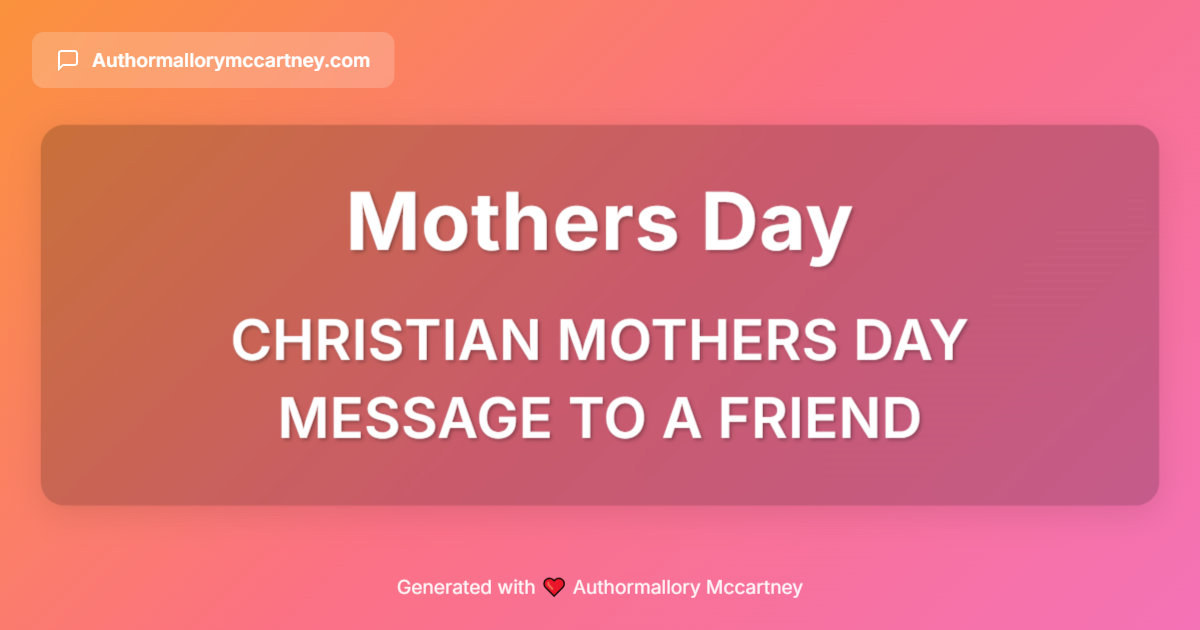 Authormallorymccartney.com
Mothers Day
CHRISTIAN MOTHERS DAY
MESSAGE TO A FRIEND
Generated with ❤️ Authormallory Mccartney